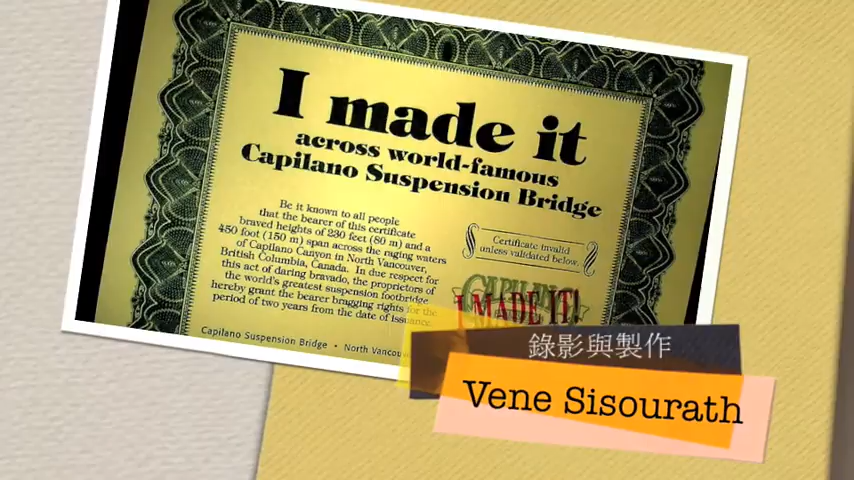 I made it
across world-famous
Capilano Suspension Bridge
Be it known to all people
that the bearer of this certificate
braved heights of 230 feet (80 m) and a
450 foot (150 m) span across the raging waters
of Capilano Canyon in North Vancouver,
British Columbia, Canada. In due respect for
this act of daring bravado, the proprietors of
the world's greatest suspension footbridge
hereby grant the bearer bragging rights for the
period of two years from the date of issuance.
Certificate invalid
unless validated below.
CAPILANO
I MADE IT!
Capilano Suspension Bridge • North Vancou
錄影與製作
Vene Sisourath